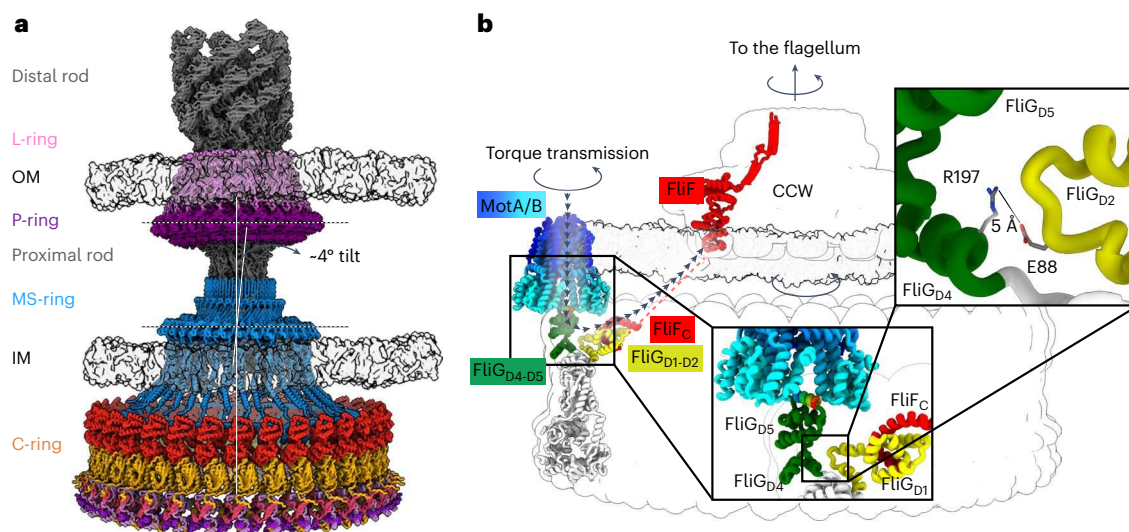 a
Distal rod
L-ring
OM
P-ring
Proximal rod
~4° tilt
MS-ring
IM
C-ring
b
To the flagellum
Torque transmission
CCW
MotA/B
FliF
FliF_C
FliG_D1-D2
FliG_D4-D5
FliG_D5
R197
FliG_D2
5 Å
E88
FliG_D4
FliF_C
FliG_D5
FliG_D4
FliG_D1